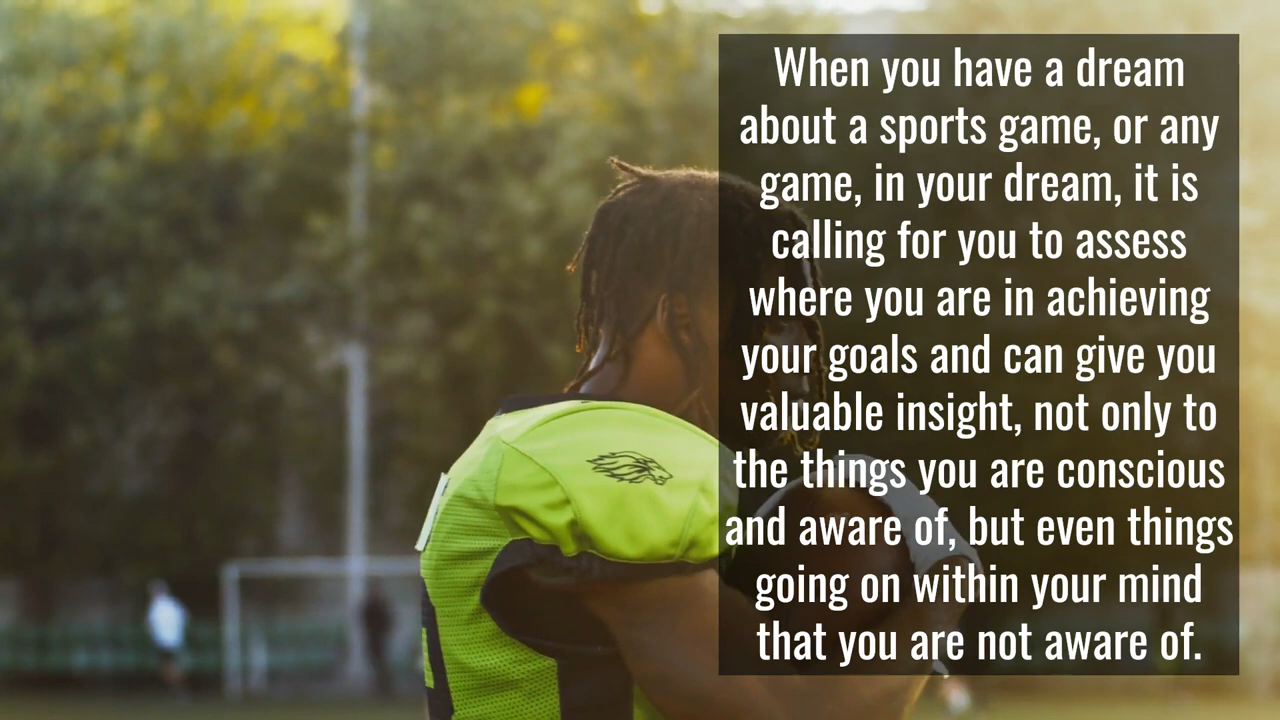 When you have a dream
about a sports game, or any
game, in your dream, it is
calling for you to assess
where you are in achieving
your goals and can give you
valuable insight, not only to
the things you are conscious
and aware of, but even things
going on within your mind
that you are not aware of.